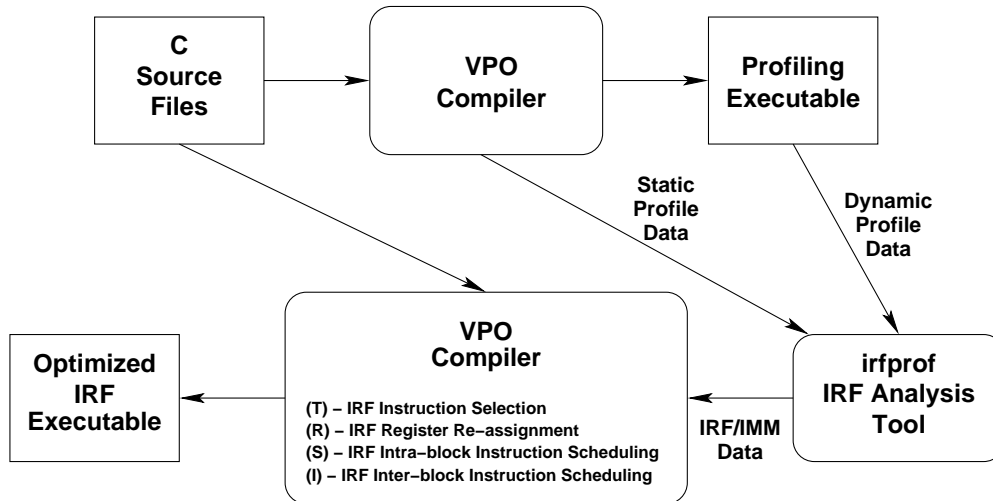 C
Source
Files
VPO
Compiler
Profiling
Executable
Static
Profile
Data
Dynamic
Profile
Data
VPO
Compiler
(T) − IRF Instruction Selection
(R) − IRF Register Re−assignment
(S) − IRF Intra−block Instruction Scheduling
(I) − IRF Inter−block Instruction Scheduling
Optimized
IRF
Executable
irfprof
IRF Analysis
Tool
IRF/IMM
Data